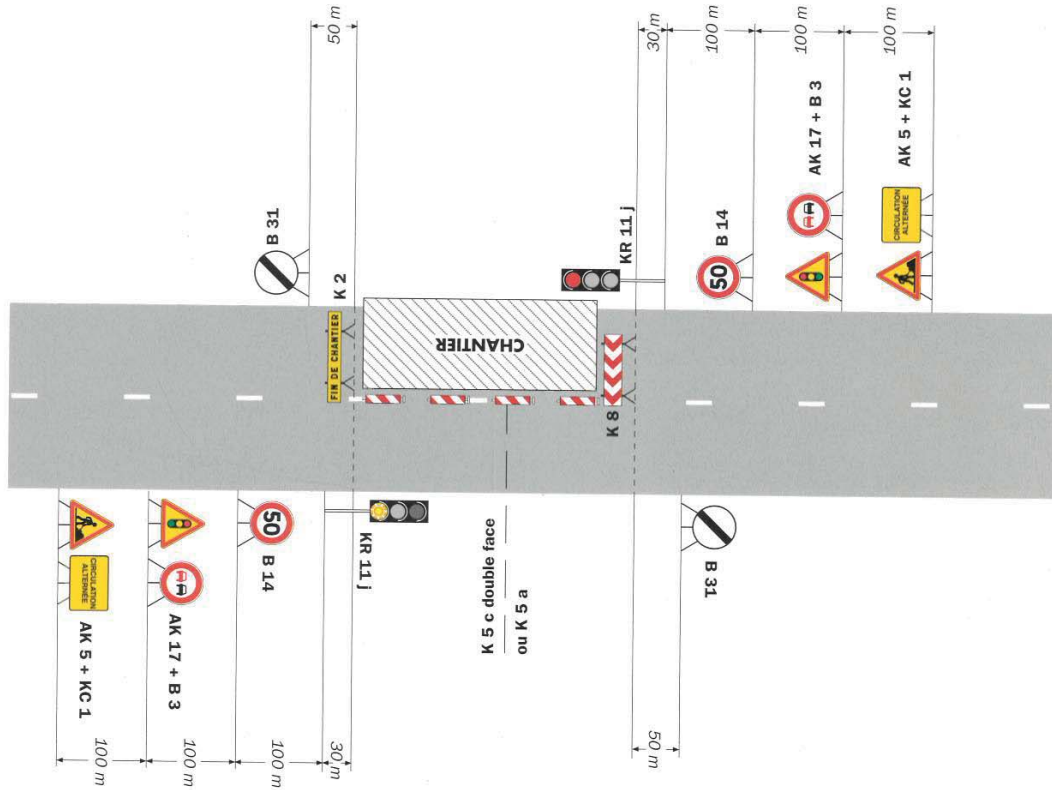 50 m
30 m
100 m
100 m
100 m
B 31
K 2
KR 11 j
B 14
AK 17 + B 3
AK 5 + KC 1
50
CIRCULATION
ALTERNÉE
FIN DE CHANTIER
CHANTIER
K 8
CIRCULATION
ALTERNÉE
50
AK 5 + KC 1
AK 17 + B 3
B 14
KR 11 j
K 5 c double face
ou K 5 a
B 31
100 m
100 m
100 m
30 m
50 m